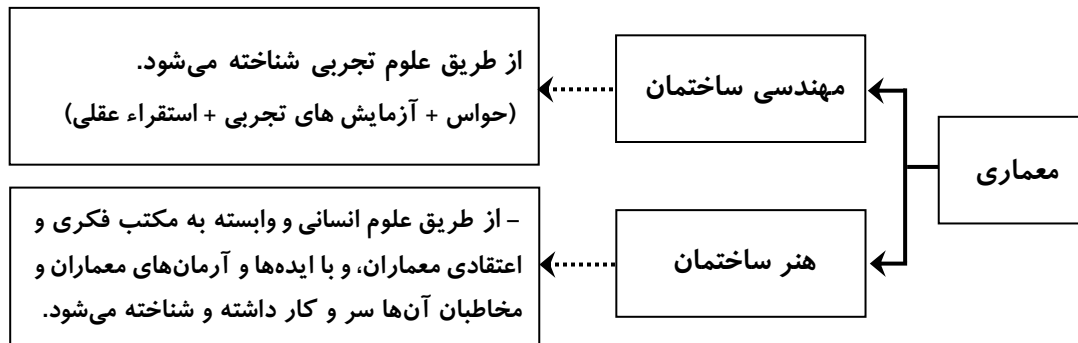 معماری
مهندسی ساختمان
از طریق علوم تجربی شناخته می‌شود.
(حواس + آزمایش های تجربی + استقراء عقلی)
هنر ساختمان
- از طریق علوم انسانی و وابسته به مکتب فکری و
اعتقادی معماران، و با ایده‌ها و آرمان‌های معماران و
مخاطبان آن‌ها سر و کار داشته و شناخته می‌شود.